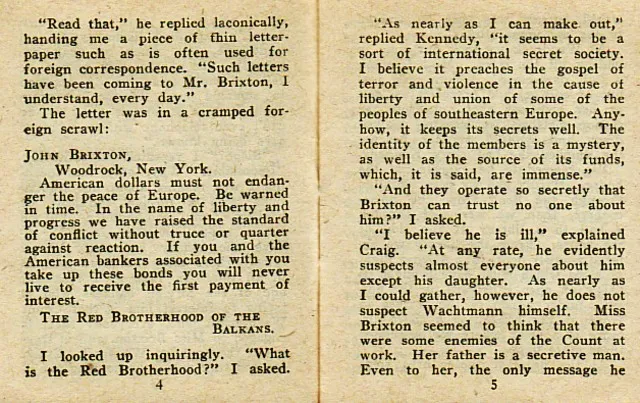 "Read that," he replied laconically,
handing me a piece of thin letter-
paper such as is often used for
foreign correspondence. "Such letters
have been coming to Mr. Brixton, I
understand, every day."
The letter was in a cramped for-
eign scrawl:
JOHN BRIXTON,
Woodrock, New York.
American dollars must not endan-
ger the peace of Europe. Be warned
in time. In the name of liberty and
progress we have raised the standard
of conflict without truce or quarter
against reaction. If you and the
American bankers associated with you
take up these bonds you will never
live to receive the first payment of
interest.
THE RED BROTHERHOOD OF THE
BALKANS.
I looked up inquiringly. "What
is the Red Brotherhood?" I asked.
4
"As nearly as I can make out,"
replied Kennedy, "it seems to be a
sort of international secret society.
I believe it preaches the gospel of
terror and violence in the cause of
liberty and union of some of the
peoples of southeastern Europe. Any-
how, it keeps its secrets well. The
identity of the members is a mystery,
as well as the source of its funds,
which, it is said, are immense."
"And they operate so secretly that
Brixton can trust no one about
him?" I asked.
"I believe he is ill," explained
Craig. "At any rate, he evidently
suspects almost everyone about him
except his daughter. As nearly as
I could gather, however, he does not
suspect Wachtmann himself. Miss
Brixton seemed to think that there
were some enemies of the Count at
work. Her father is a secretive man.
Even to her, the only message he
5